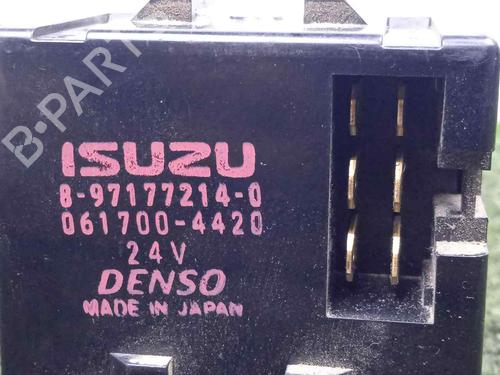 B-PARTS
ISUZU
8-97177214-0
061700-4420
24V
DENSO
MADE IN JAPAN